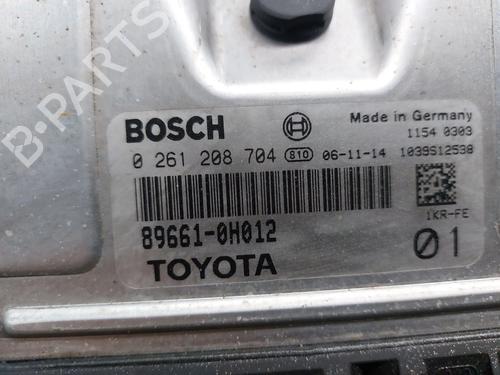 B-PARTS
BOSCH
Made in Germany
1154 0303
0 261 208 704 810 06-11-14 1039S12538
1KR-FE
89661-0H012
01
TOYOTA